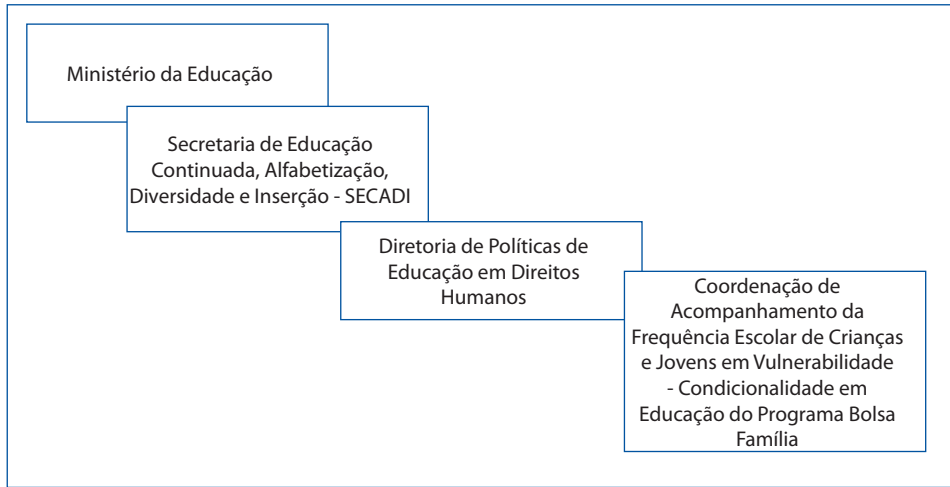 Ministério da Educação
Secretaria de Educação
Continuada, Alfabetização,
Diversidade e Inserção - SECADI
Diretoria de Políticas de
Educação em Direitos
Humanos
Coordenação de
Acompanhamento da
Frequência Escolar de Crianças
e Jovens em Vulnerabilidade
- Condicionalidade em
Educação do Programa Bolsa
Família